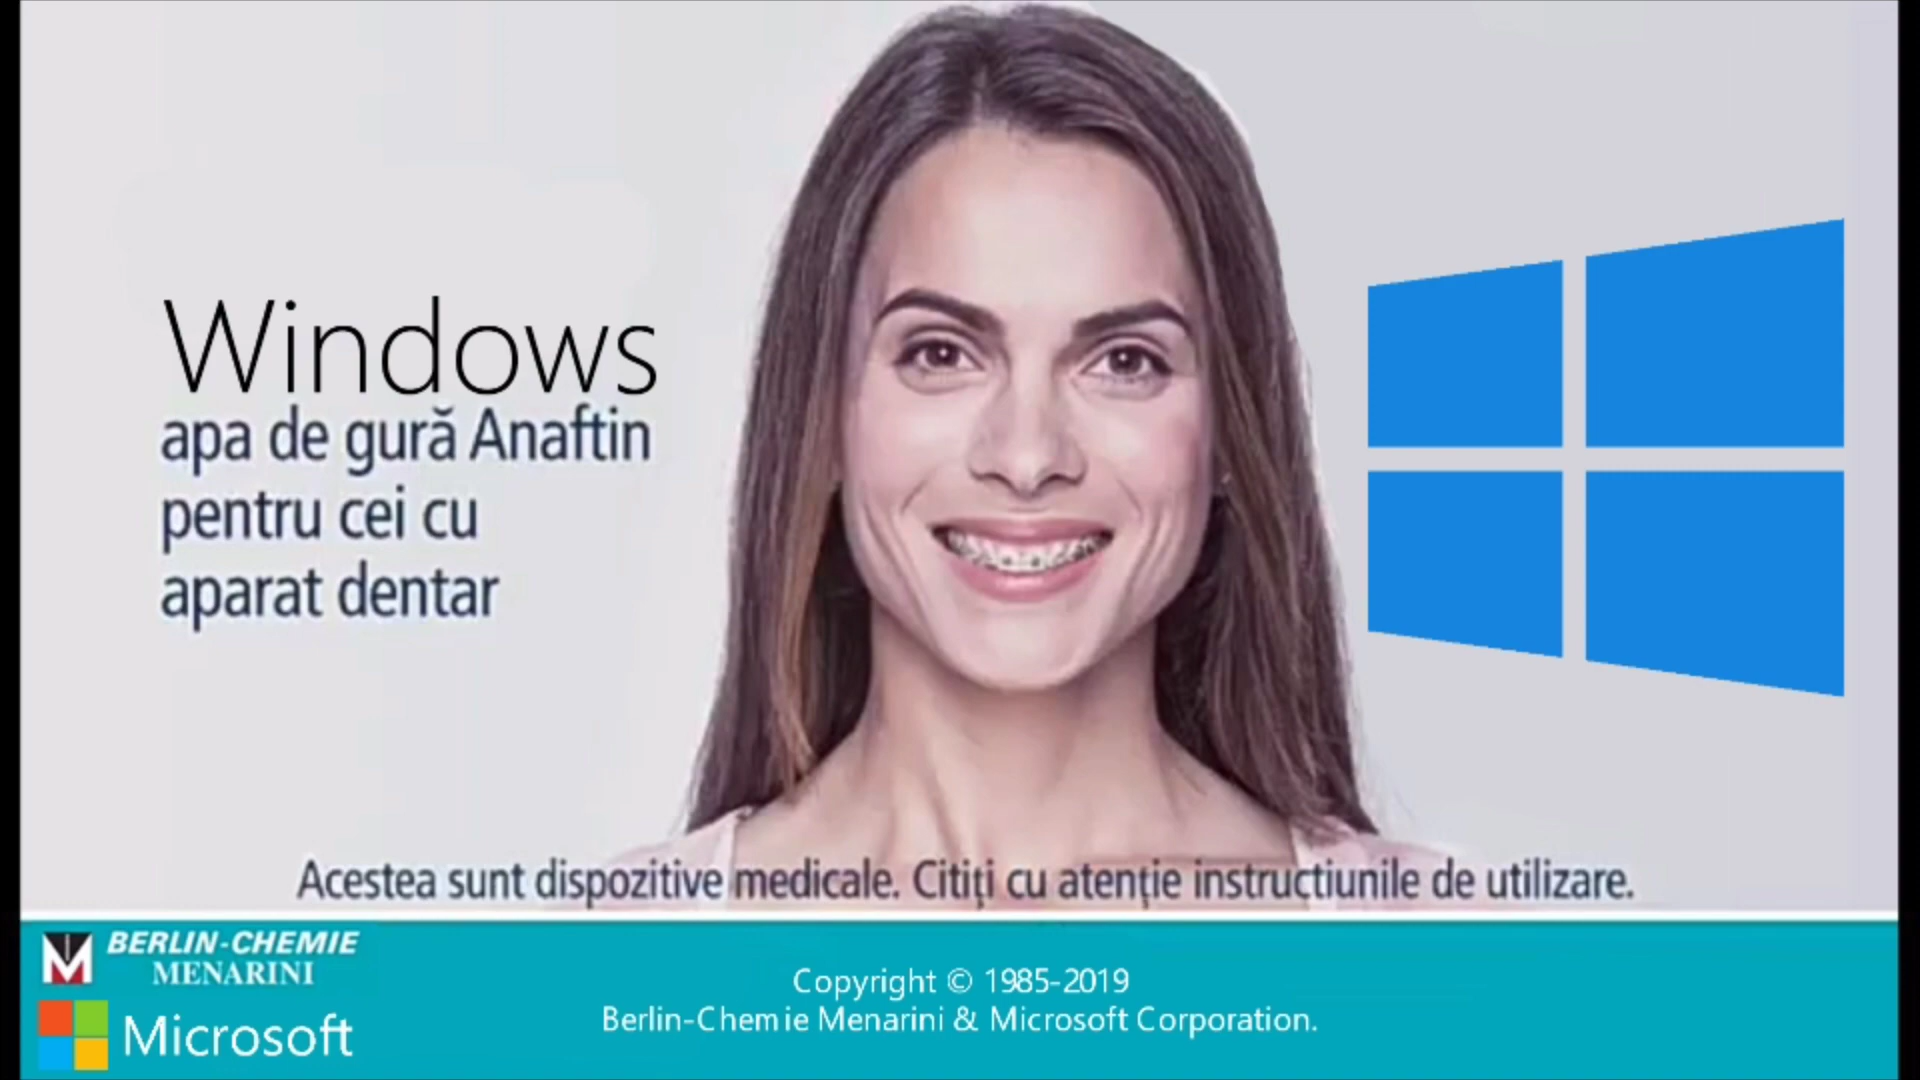 Windows
apa de gură Anaftin
pentru cei cu
aparat dentar
Acestea sunt dispozitive medicale. Citiți cu atenție instrucțiunile de utilizare.
BERLIN-CHEMIE
MENARINI
Microsoft
Copyright © 1985-2019
Berlin-Chemie Menarini & Microsoft Corporation.